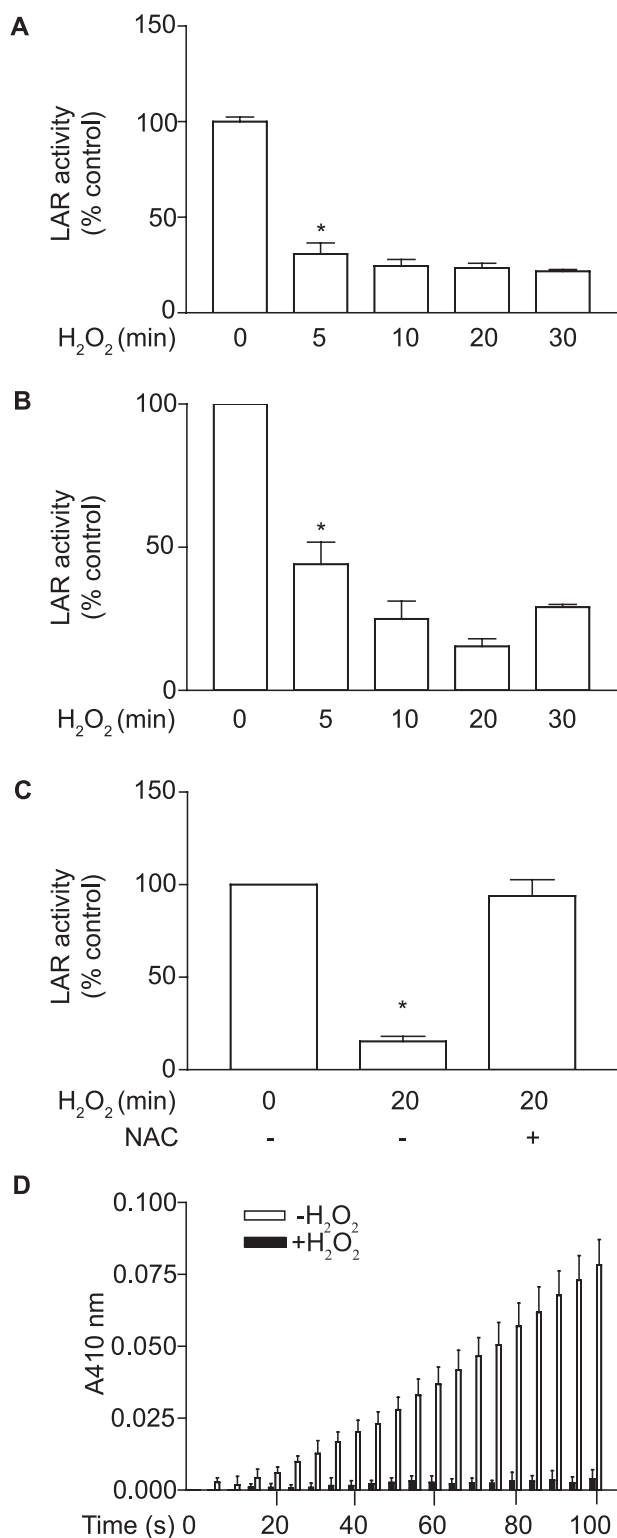 A
LAR activity
(% control)
150
100
50
0
*
H₂O₂ (min) 0 5 10 20 30
B
LAR activity
(% control)
100
50
0
*
H₂O₂ (min) 0 5 10 20 30
C
LAR activity
(% control)
150
100
50
0
*
H₂O₂ (min) 0 20 20
NAC - - +
D
A410 nm
0.100
0.075
0.050
0.025
0.000
-H₂O₂
+H₂O₂
0 20 40 60 80 100
Time (s)